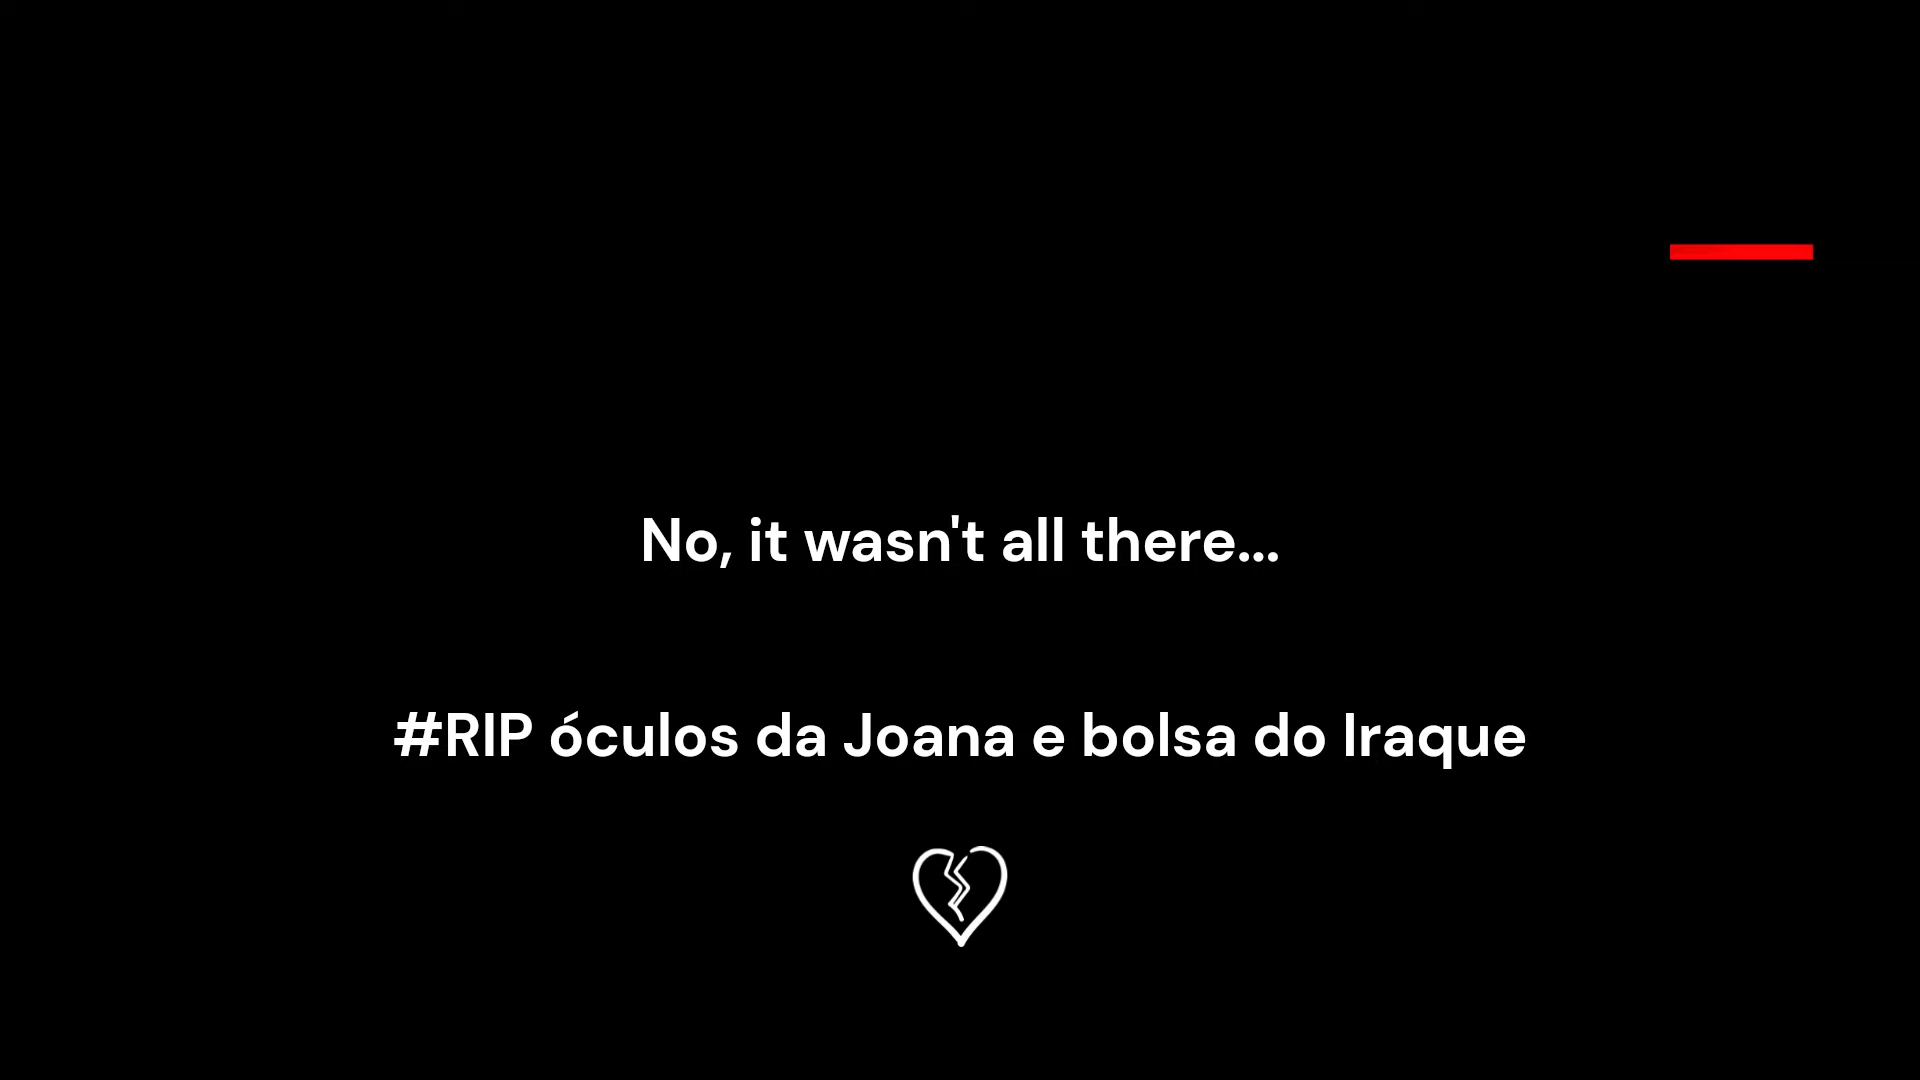 No, it wasn't all there...
#RIP óculos da Joana e bolsa do Iraque